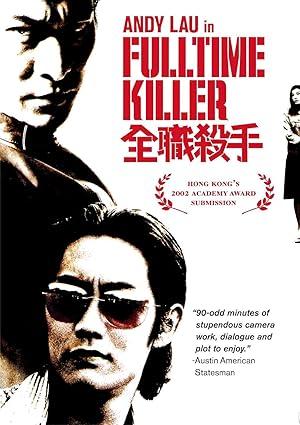 ANDY LAU in
FULLTIME
KILLER
全職殺手
HONG KONG'S
2002 ACADEMY AWARD
SUBMISSION
"90-odd minutes of
stupendous camera
work, dialogue and
plot to enjoy."
-Austin American
Statesman